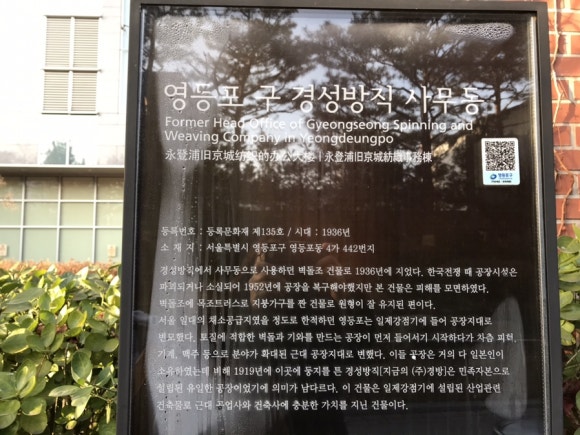 영등포 구 경성방직 사무동
Former Head Office of Gyeongseong Spinning and
Weaving Company in Yeongdeungpo
永登浦旧京城纺织的办公大楼 | 永登浦旧京城紡織事務棟
영등포구
등록번호 : 등록문화재 제135호 / 시대 : 1936년
소 재 지 : 서울특별시 영등포구 영등포동 4가 442번지
경성방직에서 사무동으로 사용하던 벽돌조 건물로 1936년에 지었다. 한국전쟁 때 공장시설은
파괴되거나 소실되어 1952년에 공장을 복구해야했지만 본 건물은 피해를 모면하였다.
벽돌조에 목조트러스로 지붕가구를 짠 건물로 원형이 잘 유지된 편이다.
서울 일대의 채소공급지였을 정도로 한적하던 영등포는 일제강점기에 들어 공장지대로
변모했다. 토질에 적합한 벽돌과 기와를 만드는 공장이 먼저 들어서기 시작하다가 차츰 피혁,
기계, 맥주 등으로 분야가 확대된 근대 공장지대로 변했다. 이들 공장은 거의 다 일본인이
소유하였는데 비해 1919년에 이곳에 둥지를 튼 경성방직[지금의 (주)경방]은 민족자본으로
설립된 유일한 공장이었기에 의미가 남다르다. 이 건물은 일제강점기에 설립된 산업관련
건축물로 근대 공업사와 건축사에 충분한 가치를 지닌 건물이다.